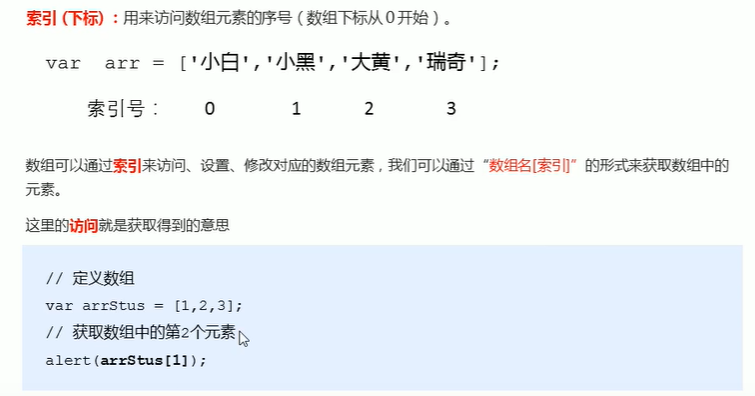 索引 (下标) ：用来访问数组元素的序号（数组下标从 0 开始）。
var arr = ['小白','小黑','大黄','瑞奇'];
索引号： 0 1 2 3
数组可以通过索引来访问、设置、修改对应的数组元素，我们可以通过“数组名[索引]”的形式来获取数组中的
元素。
这里的访问就是获取得到的意思
// 定义数组
var arrStus = [1,2,3];
// 获取数组中的第2个元素
alert(arrStus[1]);